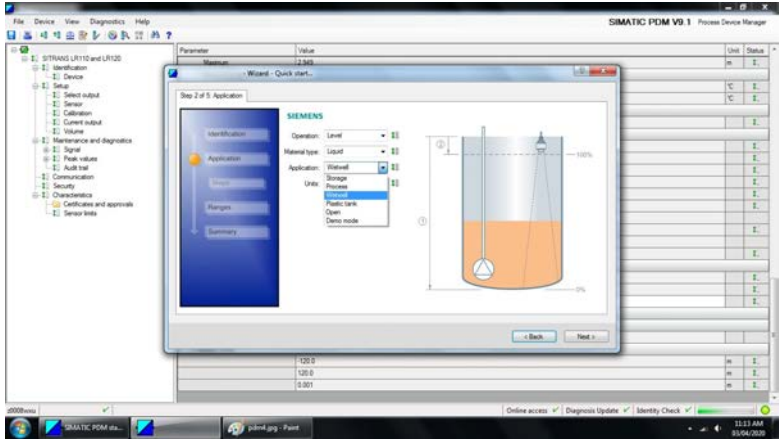 File Device View Diagnostics Help
SIMATIC PDM V9.1 Process Device Manager
Parameter Value Unit Status
Maximum 2.949 m
SITRANS LR110 and LR120
Identification
Device
Setup
Select output
Sensor
Calibration
Current output
Volume
Maintenance and diagnostics
Signal
Peak values
Audit trail
Communication
Security
Characteristics
Certificates and approvals
Sensor limits
- Wizard - Quick start...
Step 2 of 5: Application
SIEMENS
Identification
Application
Shape
Ranges
Summary
Operation: Level
Material type: Liquid
Application: Wetwell
Units:
Storage
Process
Wetwell
Plastic tank
Open
Demo mode
2
100%
1
0%
< Back Next >
°C
°C
-120.0 m
120.0 m
0.001 m
Online access Diagnosis Update Identity Check
SIMATIC PDM sta...
pdm4.jpg - Paint
11:13 AM
03/04/2020